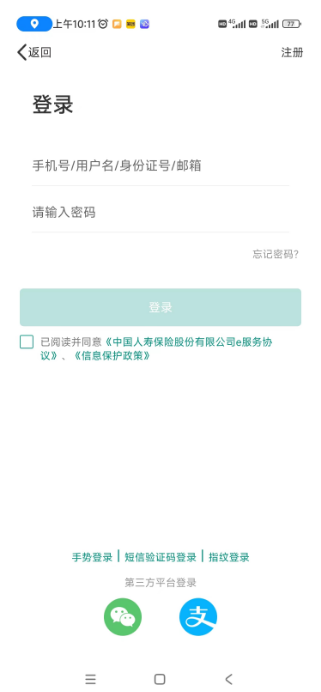 上午10:11
返回
注册
登录
手机号/用户名/身份证号/邮箱
请输入密码
忘记密码?
登录
已阅读并同意《中国人寿保险股份有限公司e服务协
议》、《信息保护政策》
手势登录 | 短信验证码登录 | 指纹登录
第三方平台登录